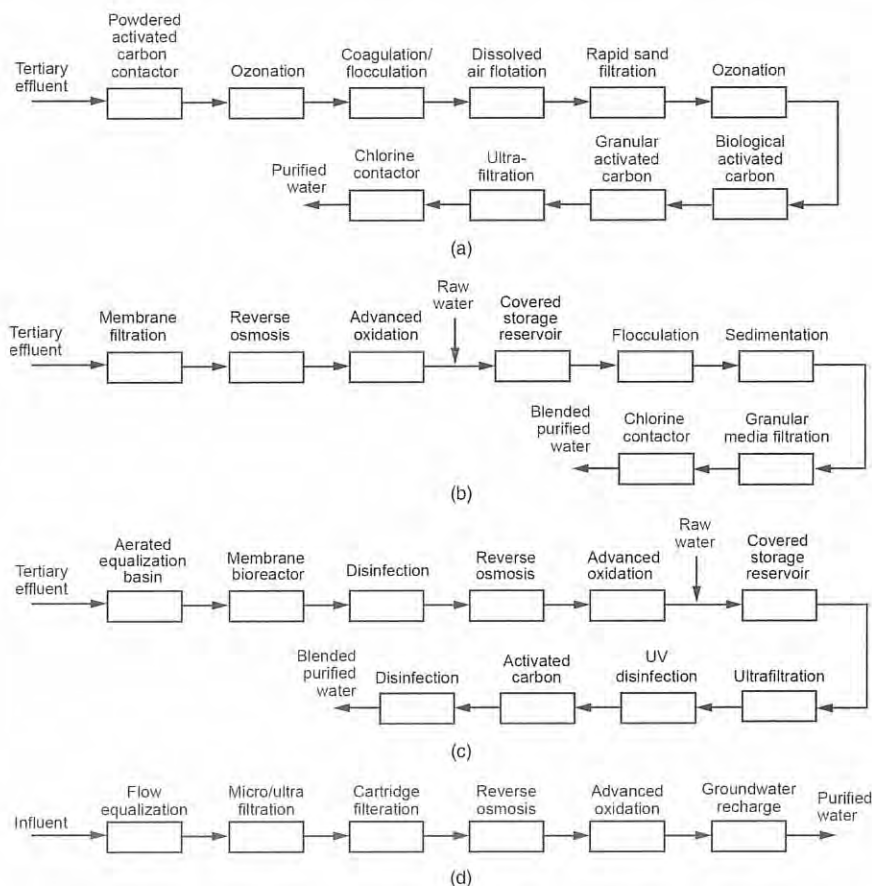 Tertiary
effluent
Powdered
activated
carbon
contactor
Ozonation
Coagulation/
flocculation
Dissolved
air flotation
Rapid sand
filtration
Ozonation
Purified
water
Chlorine
contactor
Ultra-
filtration
Granular
activated
carbon
Biological
activated
carbon
(a)
Tertiary
effluent
Membrane
filtration
Reverse
osmosis
Advanced
oxidation
Raw
water
Covered
storage
reservoir
Flocculation
Sedimentation
Blended
purified
water
Chlorine
contactor
Granular
media filtration
(b)
Tertiary
effluent
Aerated
equalization
basin
Membrane
bioreactor
Disinfection
Reverse
osmosis
Advanced
oxidation
Raw
water
Covered
storage
reservoir
Blended
purified
water
Disinfection
Activated
carbon
UV
disinfection
Ultrafiltration
(c)
Influent
Flow
equalization
Micro/ultra
filtration
Cartridge
filteration
Reverse
osmosis
Advanced
oxidation
Groundwater
recharge
Purified
water
(d)